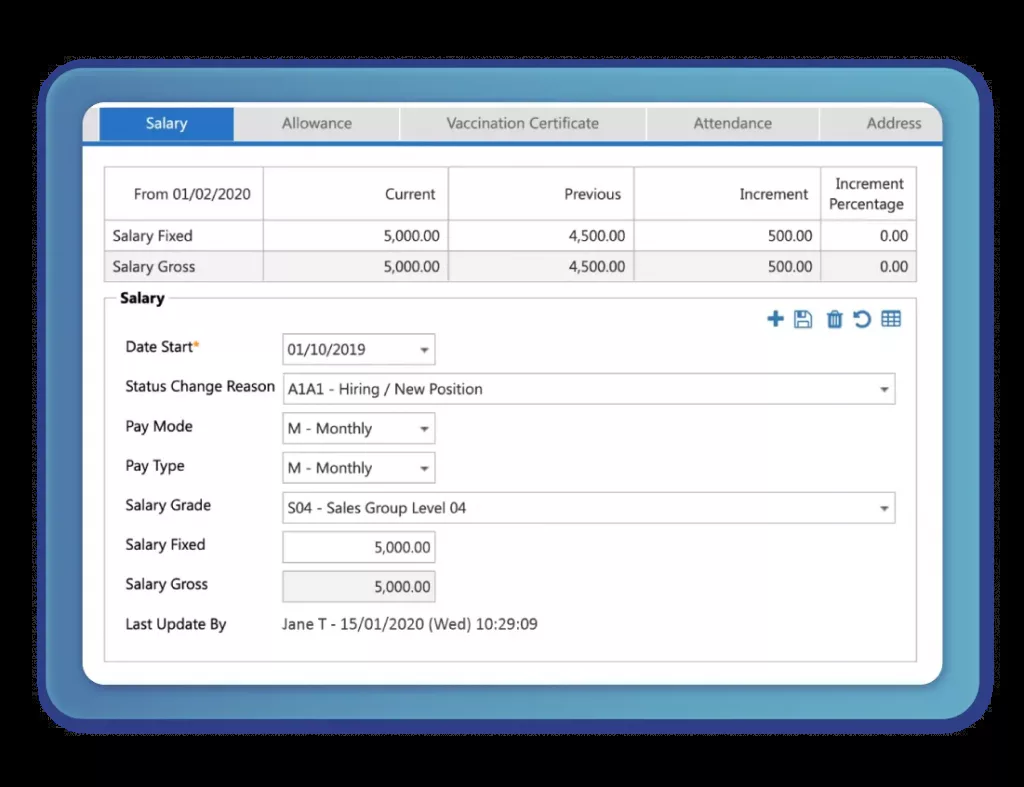 Salary Allowance Vaccination Certificate Attendance Address
From 01/02/2020 Current Previous Increment Increment Percentage
Salary Fixed 5,000.00 4,500.00 500.00 0.00
Salary Gross 5,000.00 4,500.00 500.00 0.00
Salary
Date Start* 01/10/2019
Status Change Reason A1A1 - Hiring / New Position
Pay Mode M - Monthly
Pay Type M - Monthly
Salary Grade S04 - Sales Group Level 04
Salary Fixed 5,000.00
Salary Gross 5,000.00
Last Update By Jane T - 15/01/2020 (Wed) 10:29:09